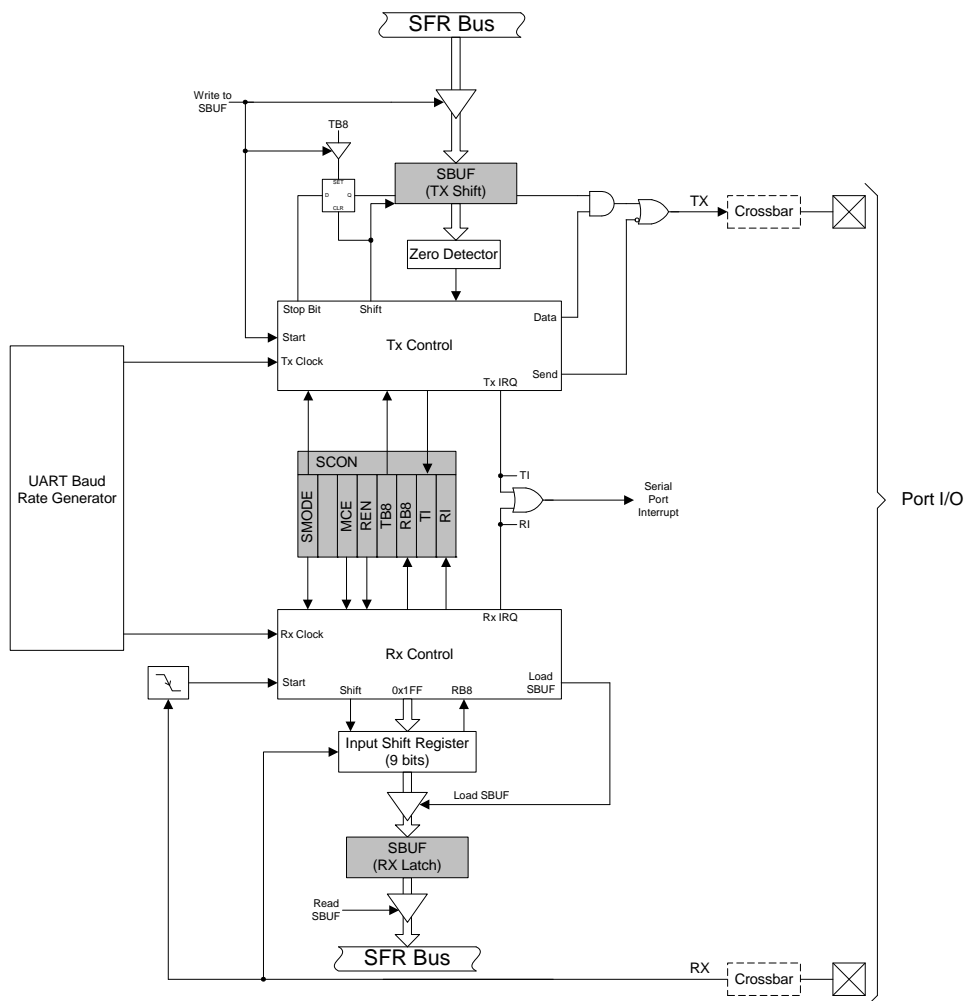 SFR Bus
Write to
SBUF
TB8
SET
D Q
CLR
SBUF
(TX Shift)
TX
Crossbar
Zero Detector
Stop Bit
Shift
Data
Start
Tx Control
Tx Clock
Send
Tx IRQ
UART Baud
Rate Generator
SCON
SMODE
MCE
REN
TB8
RB8
TI
RI
TI
RI
Serial
Port
Interrupt
Port I/O
Rx IRQ
Rx Clock
Rx Control
Start
Load
SBUF
Shift
0x1FF
RB8
Input Shift Register
(9 bits)
Load SBUF
SBUF
(RX Latch)
Read
SBUF
SFR Bus
RX
Crossbar